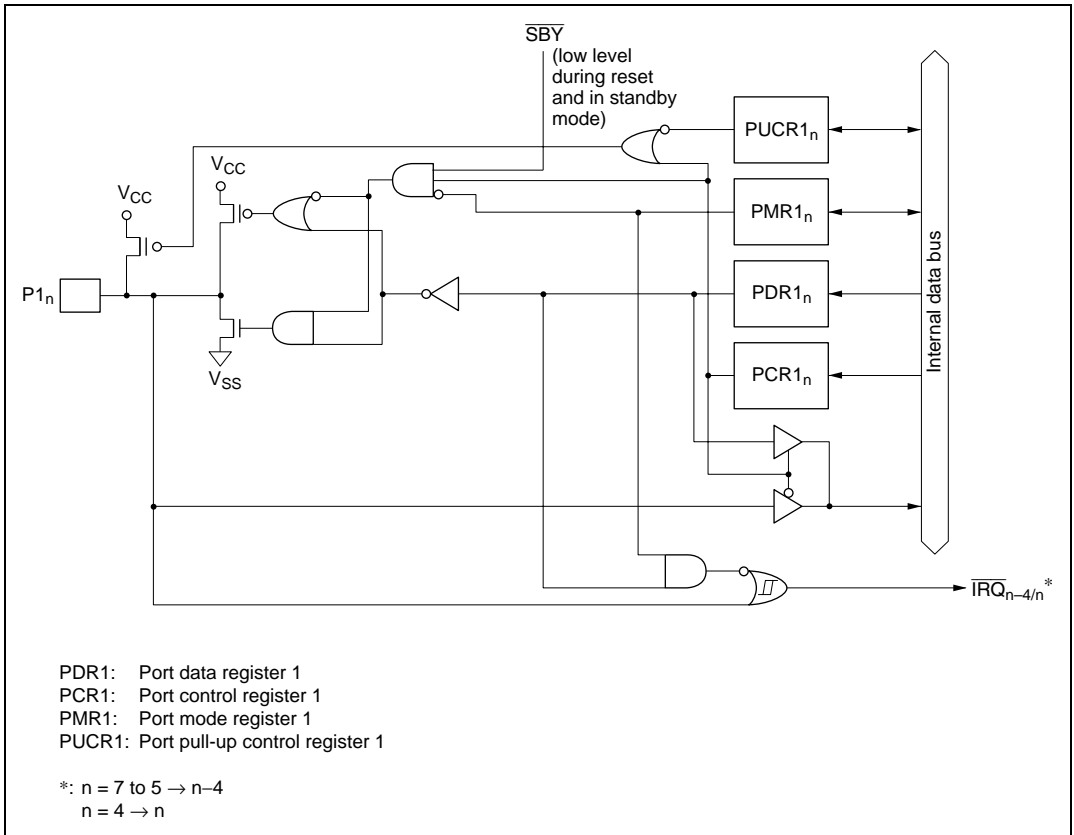 SBY
(low level
during reset
and in standby
mode)
PUCR1n
VCC
VCC
PMR1n
P1n
PDR1n
Internal data bus
VSS
PCR1n
IRQn–4/n*
PDR1: Port data register 1
PCR1: Port control register 1
PMR1: Port mode register 1
PUCR1: Port pull-up control register 1
*: n = 7 to 5 → n–4
n = 4 → n